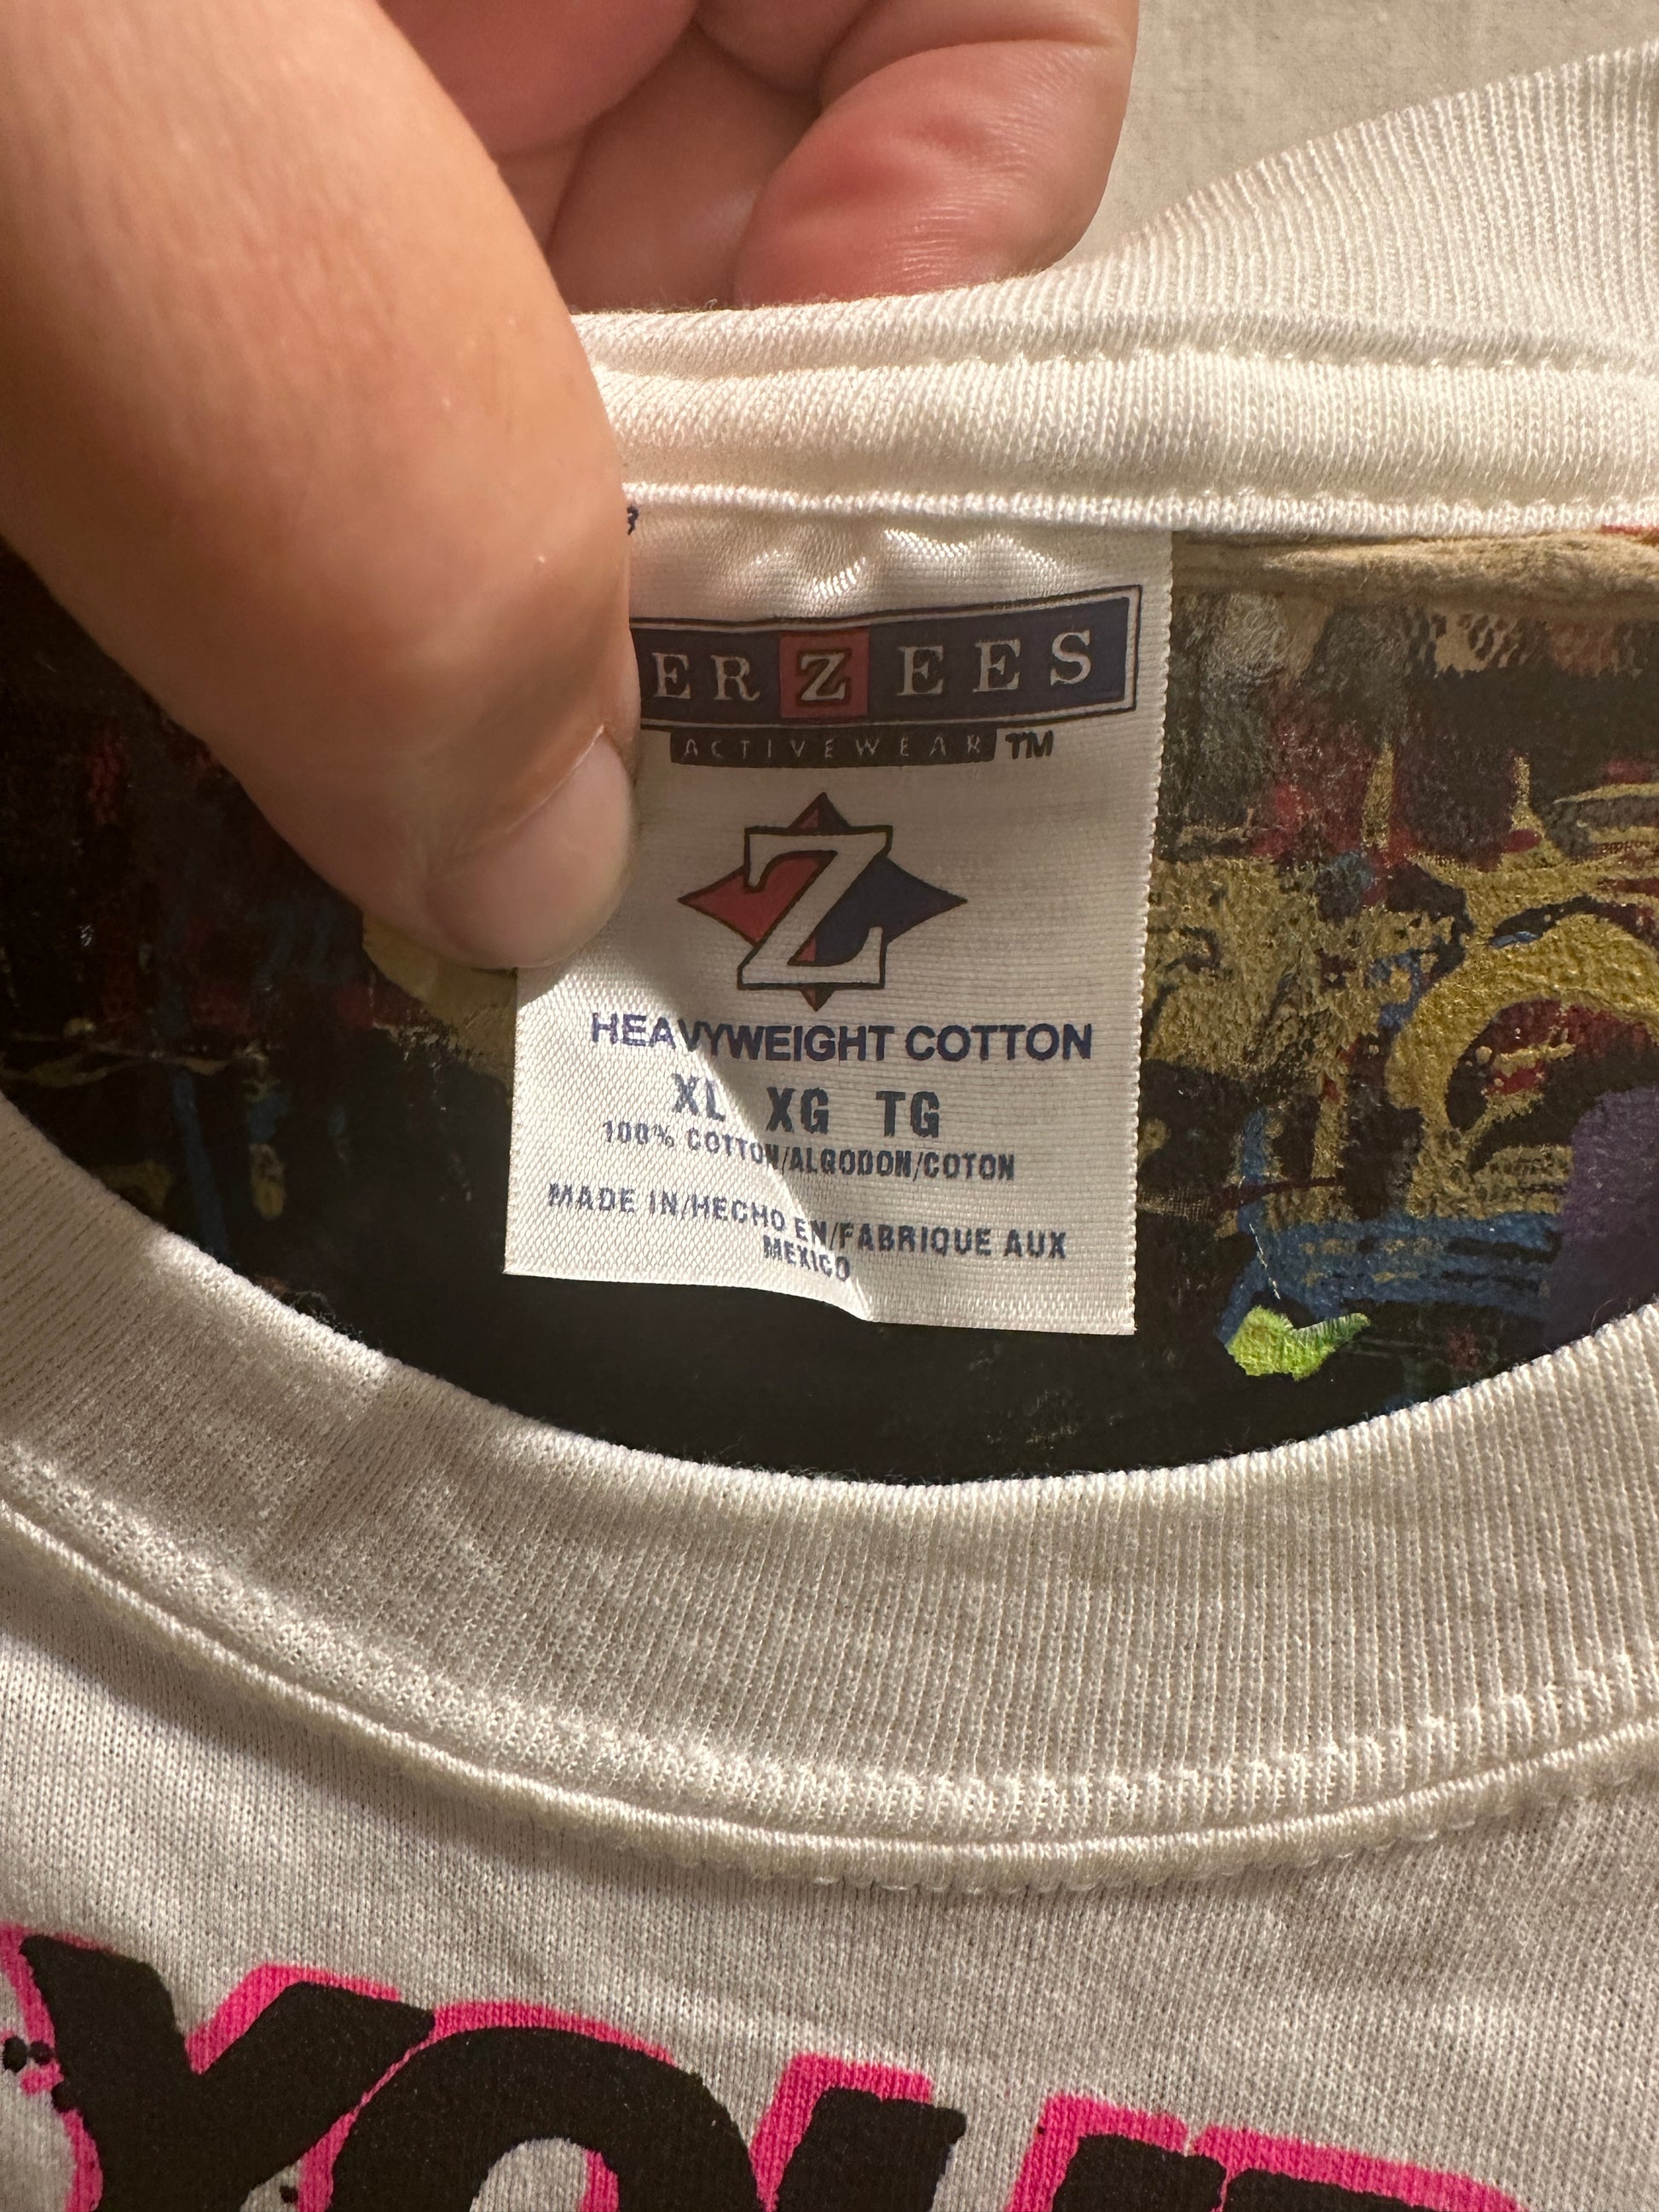 ERZEES
ACTIVEWEAR TM
Z
HEAVYWEIGHT COTTON
XL XG TG
100% COTTON/ALGODON/COTON
MADE IN/HECHO EN/FABRIQUE AUX
MEXICO
YOUR